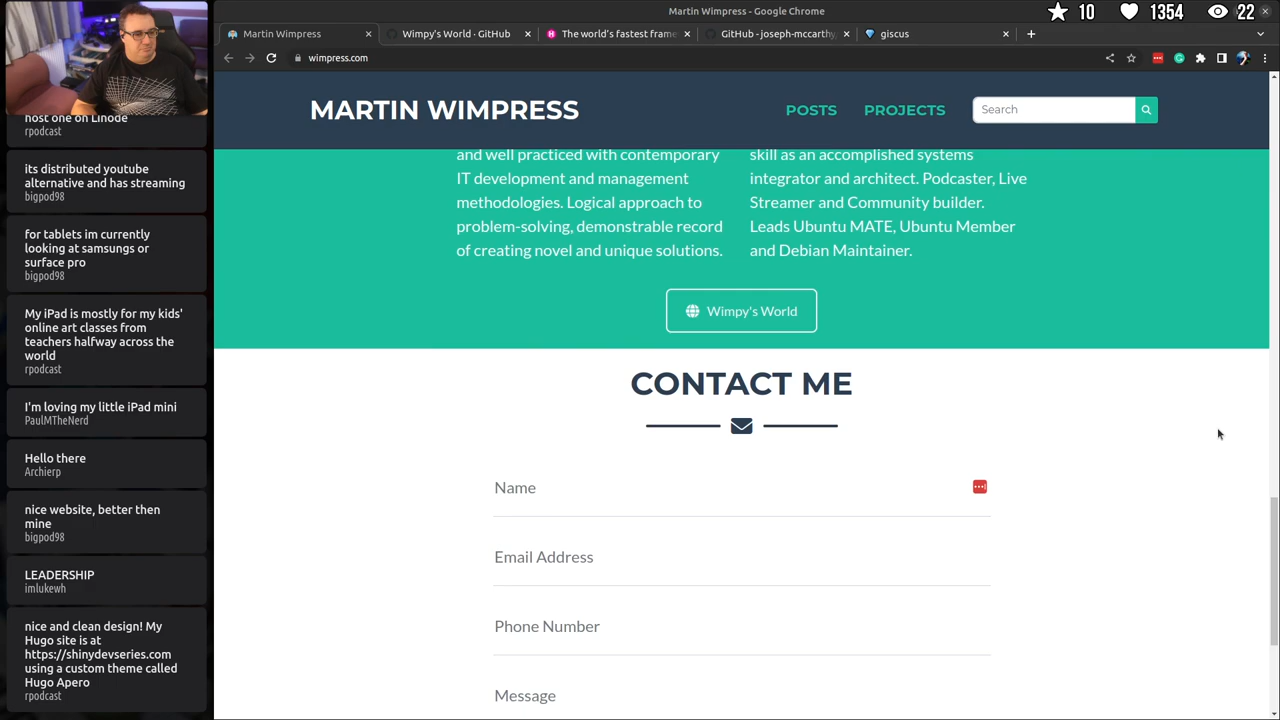 Martin Wimpress - Google Chrome
10
1354
22
Martin Wimpress
Wimpy's World · GitHub
The world's fastest frame
GitHub - joseph-mccarthy
giscus
wimpress.com
MARTIN WIMPRESS
POSTS
PROJECTS
Search
and well practiced with contemporary
IT development and management
methodologies. Logical approach to
problem-solving, demonstrable record
of creating novel and unique solutions.
skill as an accomplished systems
integrator and architect. Podcaster, Live
Streamer and Community builder.
Leads Ubuntu MATE, Ubuntu Member
and Debian Maintainer.
Wimpy's World
CONTACT ME
Name
Email Address
Phone Number
Message
host one on Linode
rpodcast
its distributed youtube
alternative and has streaming
bigpod98
for tablets im currently
looking at samsungs or
surface pro
bigpod98
My iPad is mostly for my kids'
online art classes from
teachers halfway across the
world
rpodcast
I'm loving my little iPad mini
PaulMTheNerd
Hello there
Archierp
nice website, better then
mine
bigpod98
LEADERSHIP
imlukewh
nice and clean design! My
Hugo site is at
https://shinydevseries.com
using a custom theme called
Hugo Apero
rpodcast